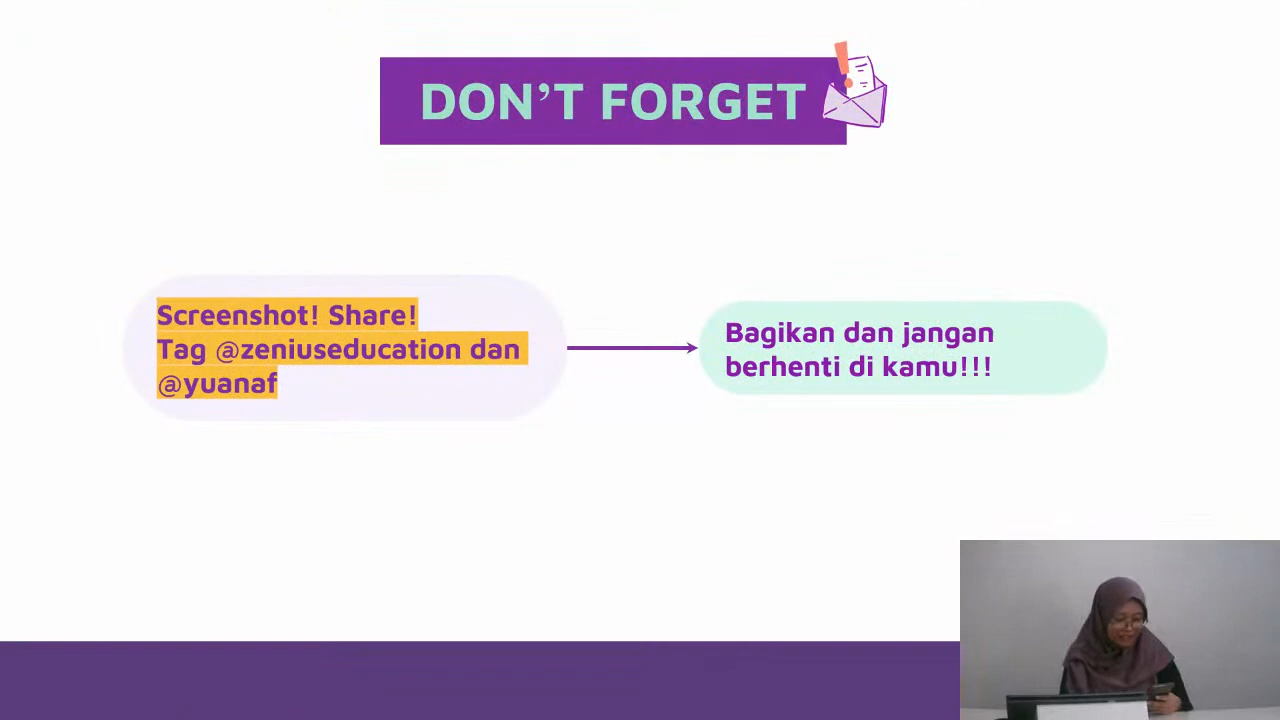 DON’T FORGET
Screenshot! Share!
Tag @zeniuseducation dan
@yuanaf
Bagikan dan jangan
berhenti di kamu!!!